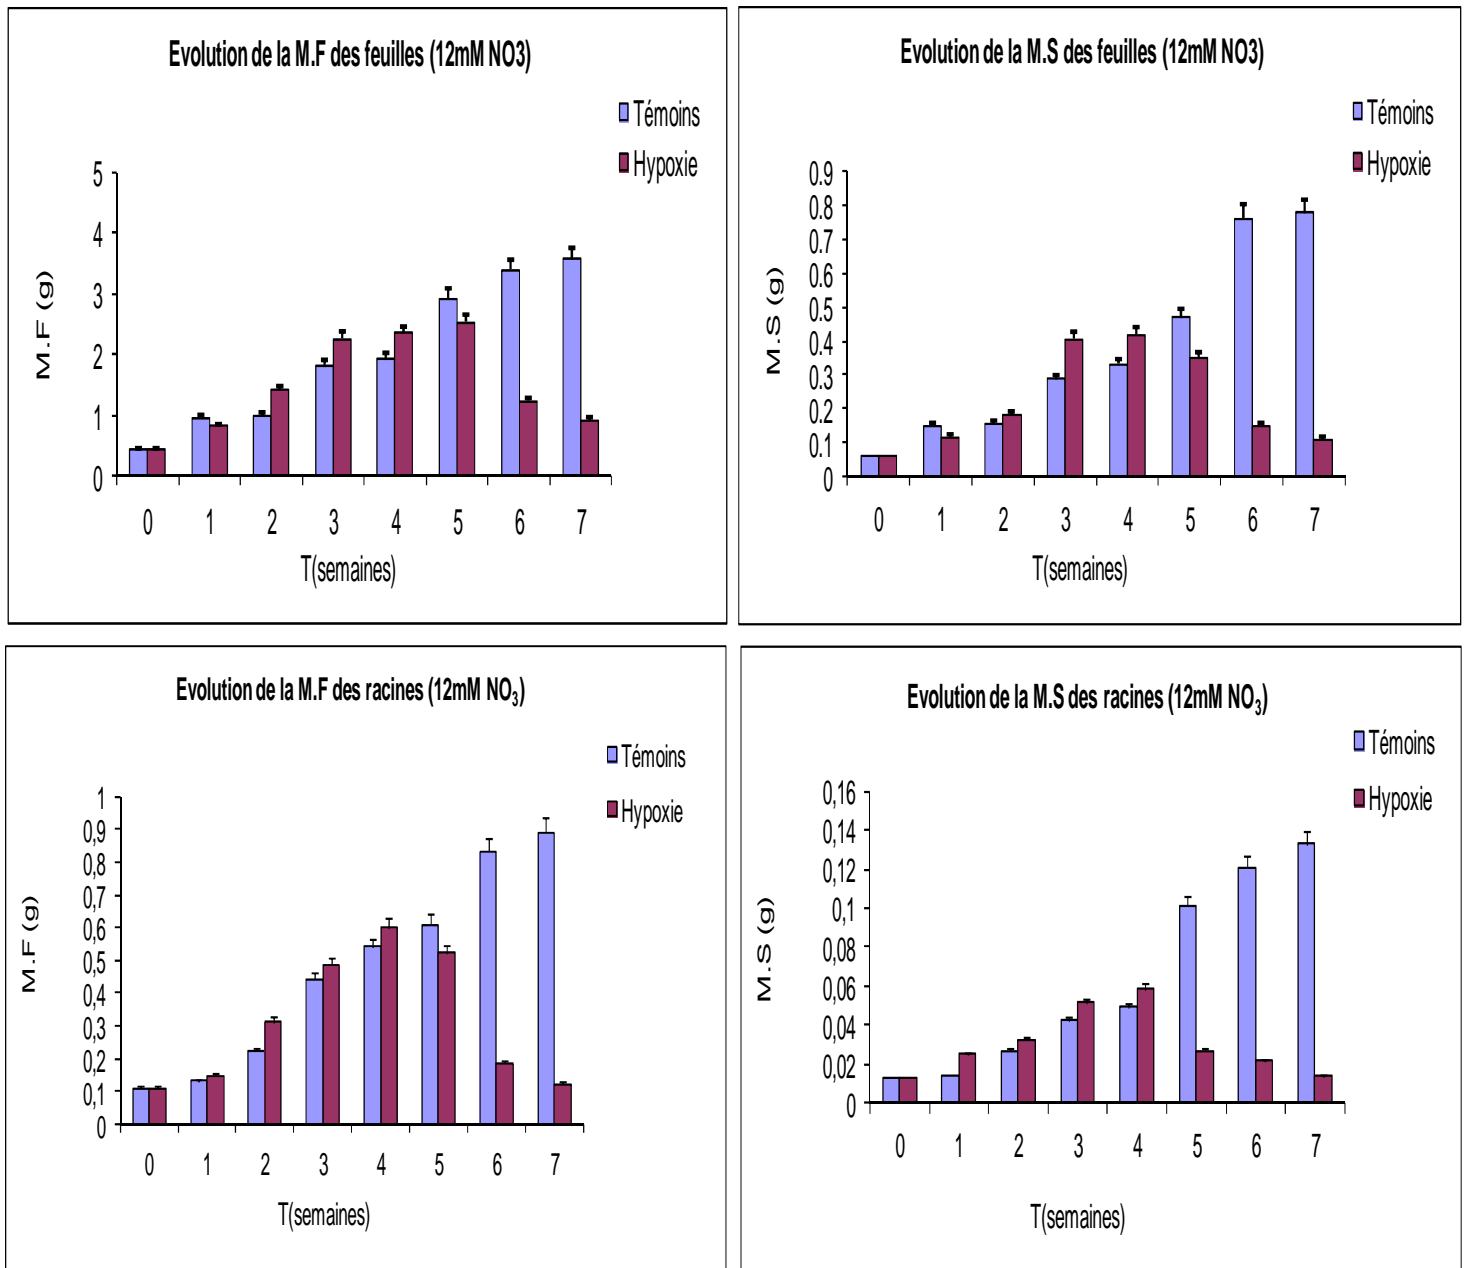 Evolution de la M.F des feuilles (12mM NO3)
Témoins
Hypoxie
M.F (g)
5
4
3
2
1
0
0 1 2 3 4 5 6 7
T(semaines)
Evolution de la M.S des feuilles (12mM NO3)
Témoins
Hypoxie
M.S (g)
0.9
0.8
0.7
0.6
0.5
0.4
0.3
0.2
0.1
0
0 1 2 3 4 5 6 7
T(semaines)
Evolution de la M.F des racines (12mM NO₃)
Témoins
Hypoxie
M.F (g)
1
0,9
0,8
0,7
0,6
0,5
0,4
0,3
0,2
0,1
0
0 1 2 3 4 5 6 7
T(semaines)
Evolution de la M.S des racines (12mM NO₃)
Témoins
Hypoxie
M.S (g)
0,16
0,14
0,12
0,1
0,08
0,06
0,04
0,02
0
0 1 2 3 4 5 6 7
T(semaines)